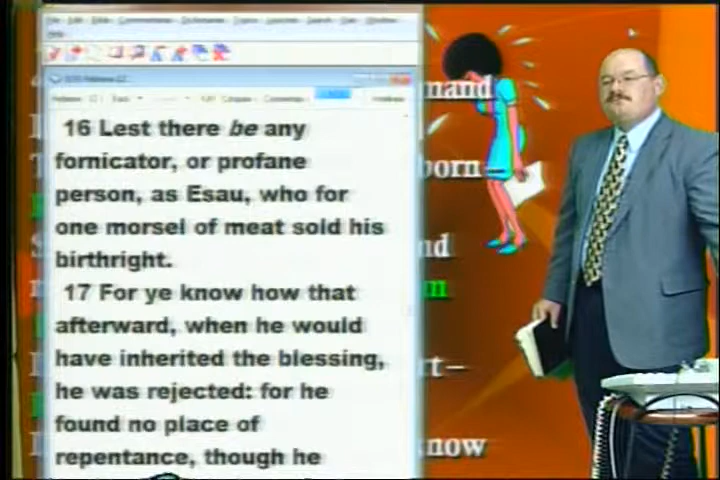 16 Lest there be any
fornicator, or profane
person, as Esau, who for
one morsel of meat sold his
birthright.
17 For ye know how that
afterward, when he would
have inherited the blessing,
he was rejected: for he
found no place of
repentance, though he
mand
born
nd
m
rt–
know